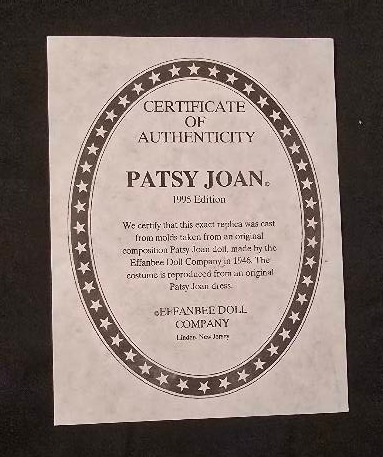 CERTIFICATE
OF
AUTHENTICITY
PATSY JOAN©
1995 Edition
We certify that this exact replica was cast
from molds taken from an original
composition Patsy Joan doll, made by the
Effanbee Doll Company in 1946. The
costume is reproduced from an original
Patsy Joan dress.
©EFFANBEE DOLL
COMPANY
Linden, New Jersey